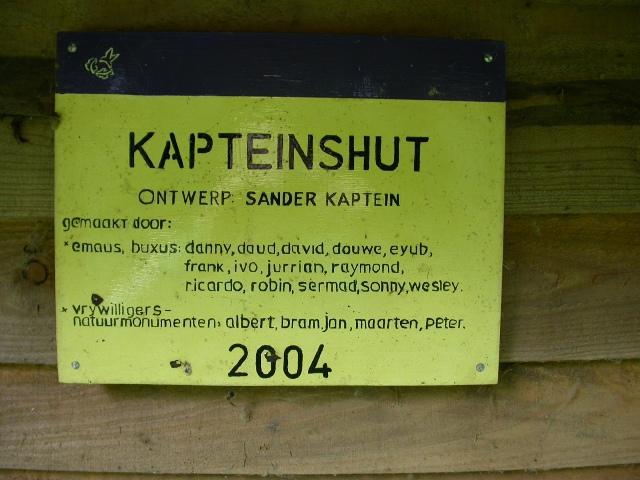 KAPTEINSHUT
ONTWERP: SANDER KAPTEIN
gemaakt door:
* emaus, buxus: danny, daud, david, douwe, eyub,
frank, ivo, jurrian, raymond,
ricardo, robin, sermad, sonny, wesley.
* vrywilligers-
natuurmonumenten: albert, bram, jan, maarten, peter.
2004